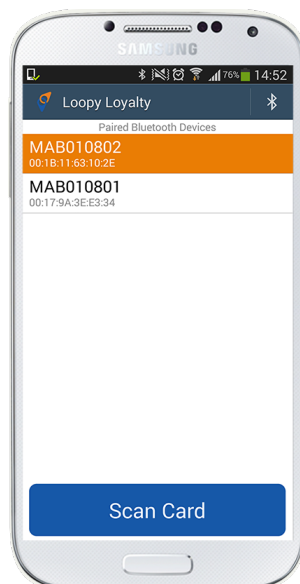 SAMSUNG
76% 14:52
Loopy Loyalty
Paired Bluetooth Devices
MAB010802
00:1B:11:63:10:2E
MAB010801
00:17:9A:3E:E3:34
Scan Card